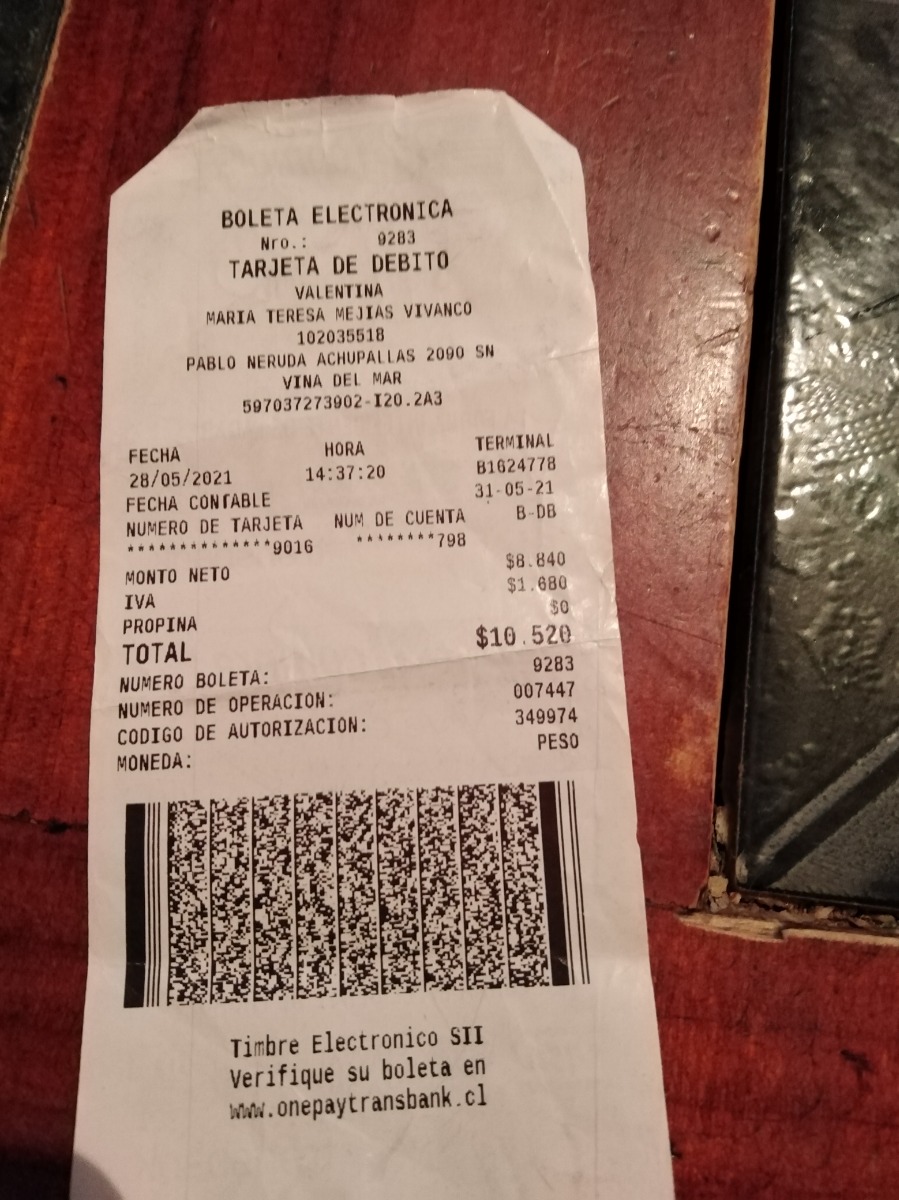 BOLETA ELECTRONICA
Nro.: 9283
TARJETA DE DEBITO
VALENTINA
MARIA TERESA MEJIAS VIVANCO
102035518
PABLO NERUDA ACHUPALLAS 2090 SN
VINA DEL MAR
597037273902-I20.2A3
FECHA HORA TERMINAL
28/05/2021 14:37:20 B1624778
FECHA CONTABLE 31-05-21
NUMERO DE TARJETA NUM DE CUENTA B-DB
**************9016 ********798
MONTO NETO $8.840
IVA $1.680
PROPINA $0
TOTAL $10.520
NUMERO BOLETA: 9283
NUMERO DE OPERACION: 007447
CODIGO DE AUTORIZACION: 349974
MONEDA: PESO
Timbre Electronico SII
Verifique su boleta en
www.onepaytransbank.cl